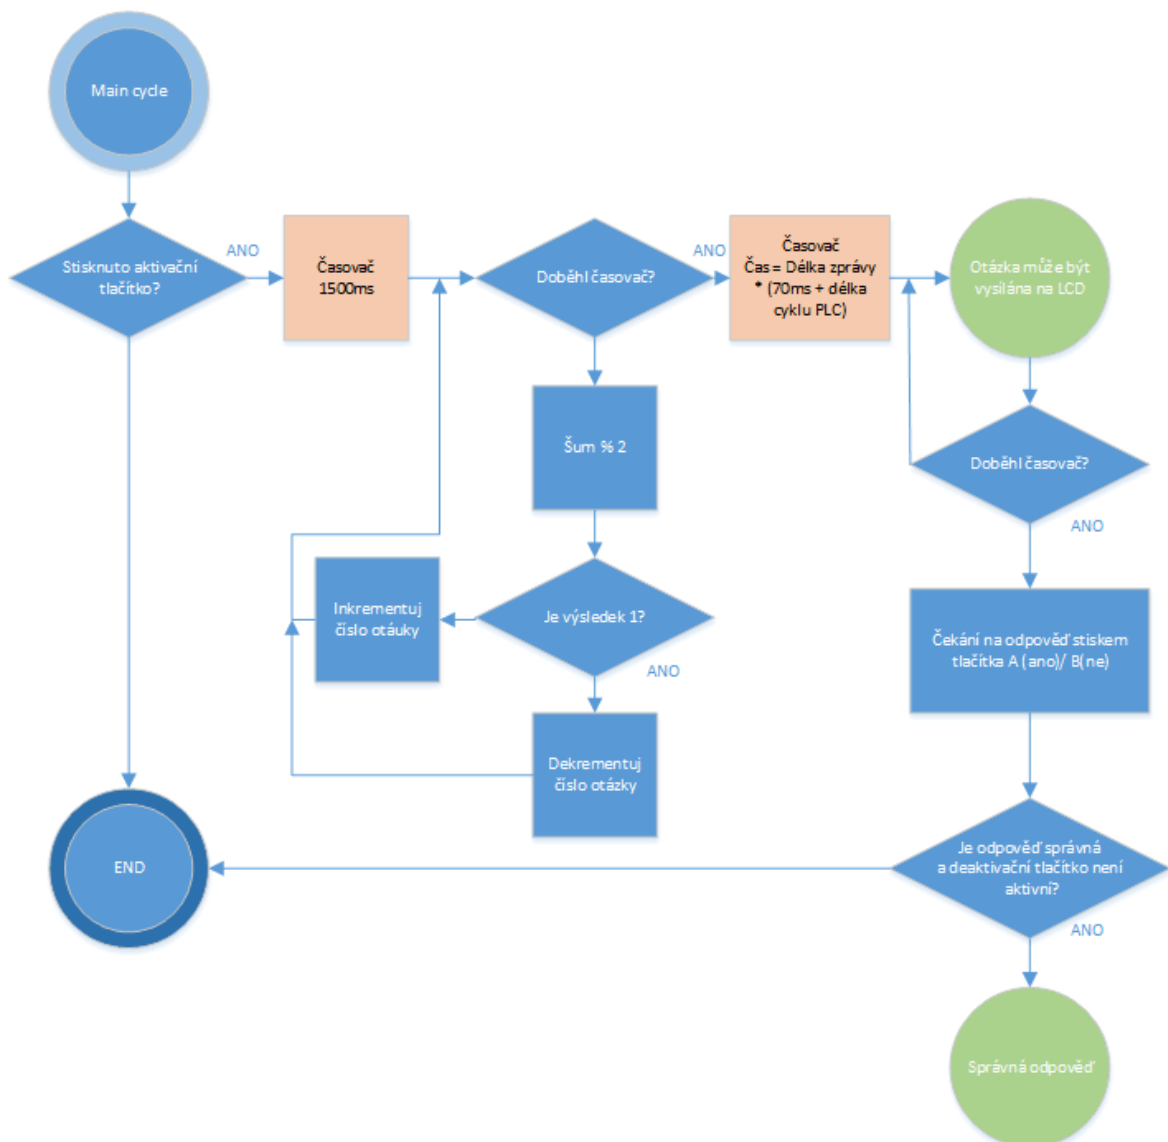 Main cycle
Stisknuto aktivační
tlačítko?
ANO
Časovač
1500ms
Doběhl časovač?
ANO
Časovač
Čas = Délka zprávy
* (70ms + délka
cyklu PLC)
Otázka může být
vysílána na LCD
Šum % 2
Doběhl časovač?
ANO
Inkrementuj
číslo otáuky
Je výsledek 1?
ANO
Čekání na odpověď stiskem
tlačítka A (ano)/ B(ne)
Dekrementuj
číslo otázky
END
Je odpověď správná
a deaktivační tlačítko není
aktivní?
ANO
Správná odpověď